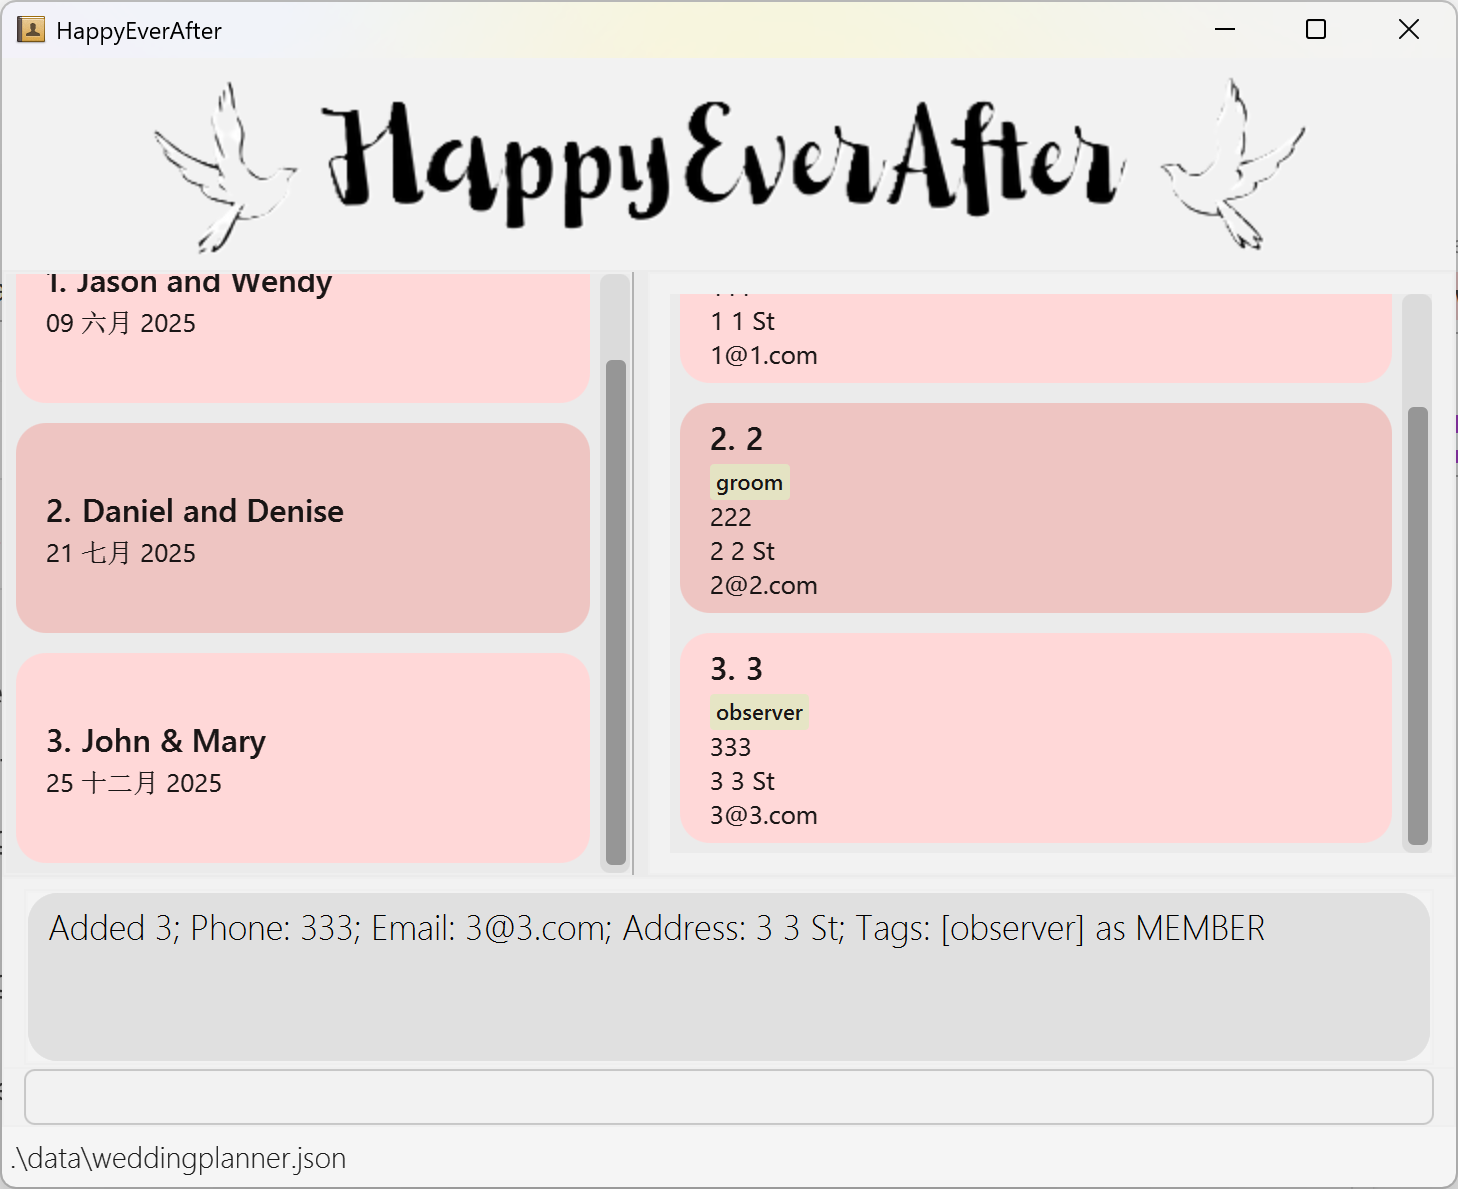 HappyEverAfter
HappyEverAfter
1. Jason and Wendy
09 六月 2025
2. Daniel and Denise
21 七月 2025
3. John & Mary
25 十二月 2025
1 1 St
1@1.com
2. 2
groom
222
2 2 St
2@2.com
3. 3
observer
333
3 3 St
3@3.com
Added 3; Phone: 333; Email: 3@3.com; Address: 3 3 St; Tags: [observer] as MEMBER
.\data\weddingplanner.json